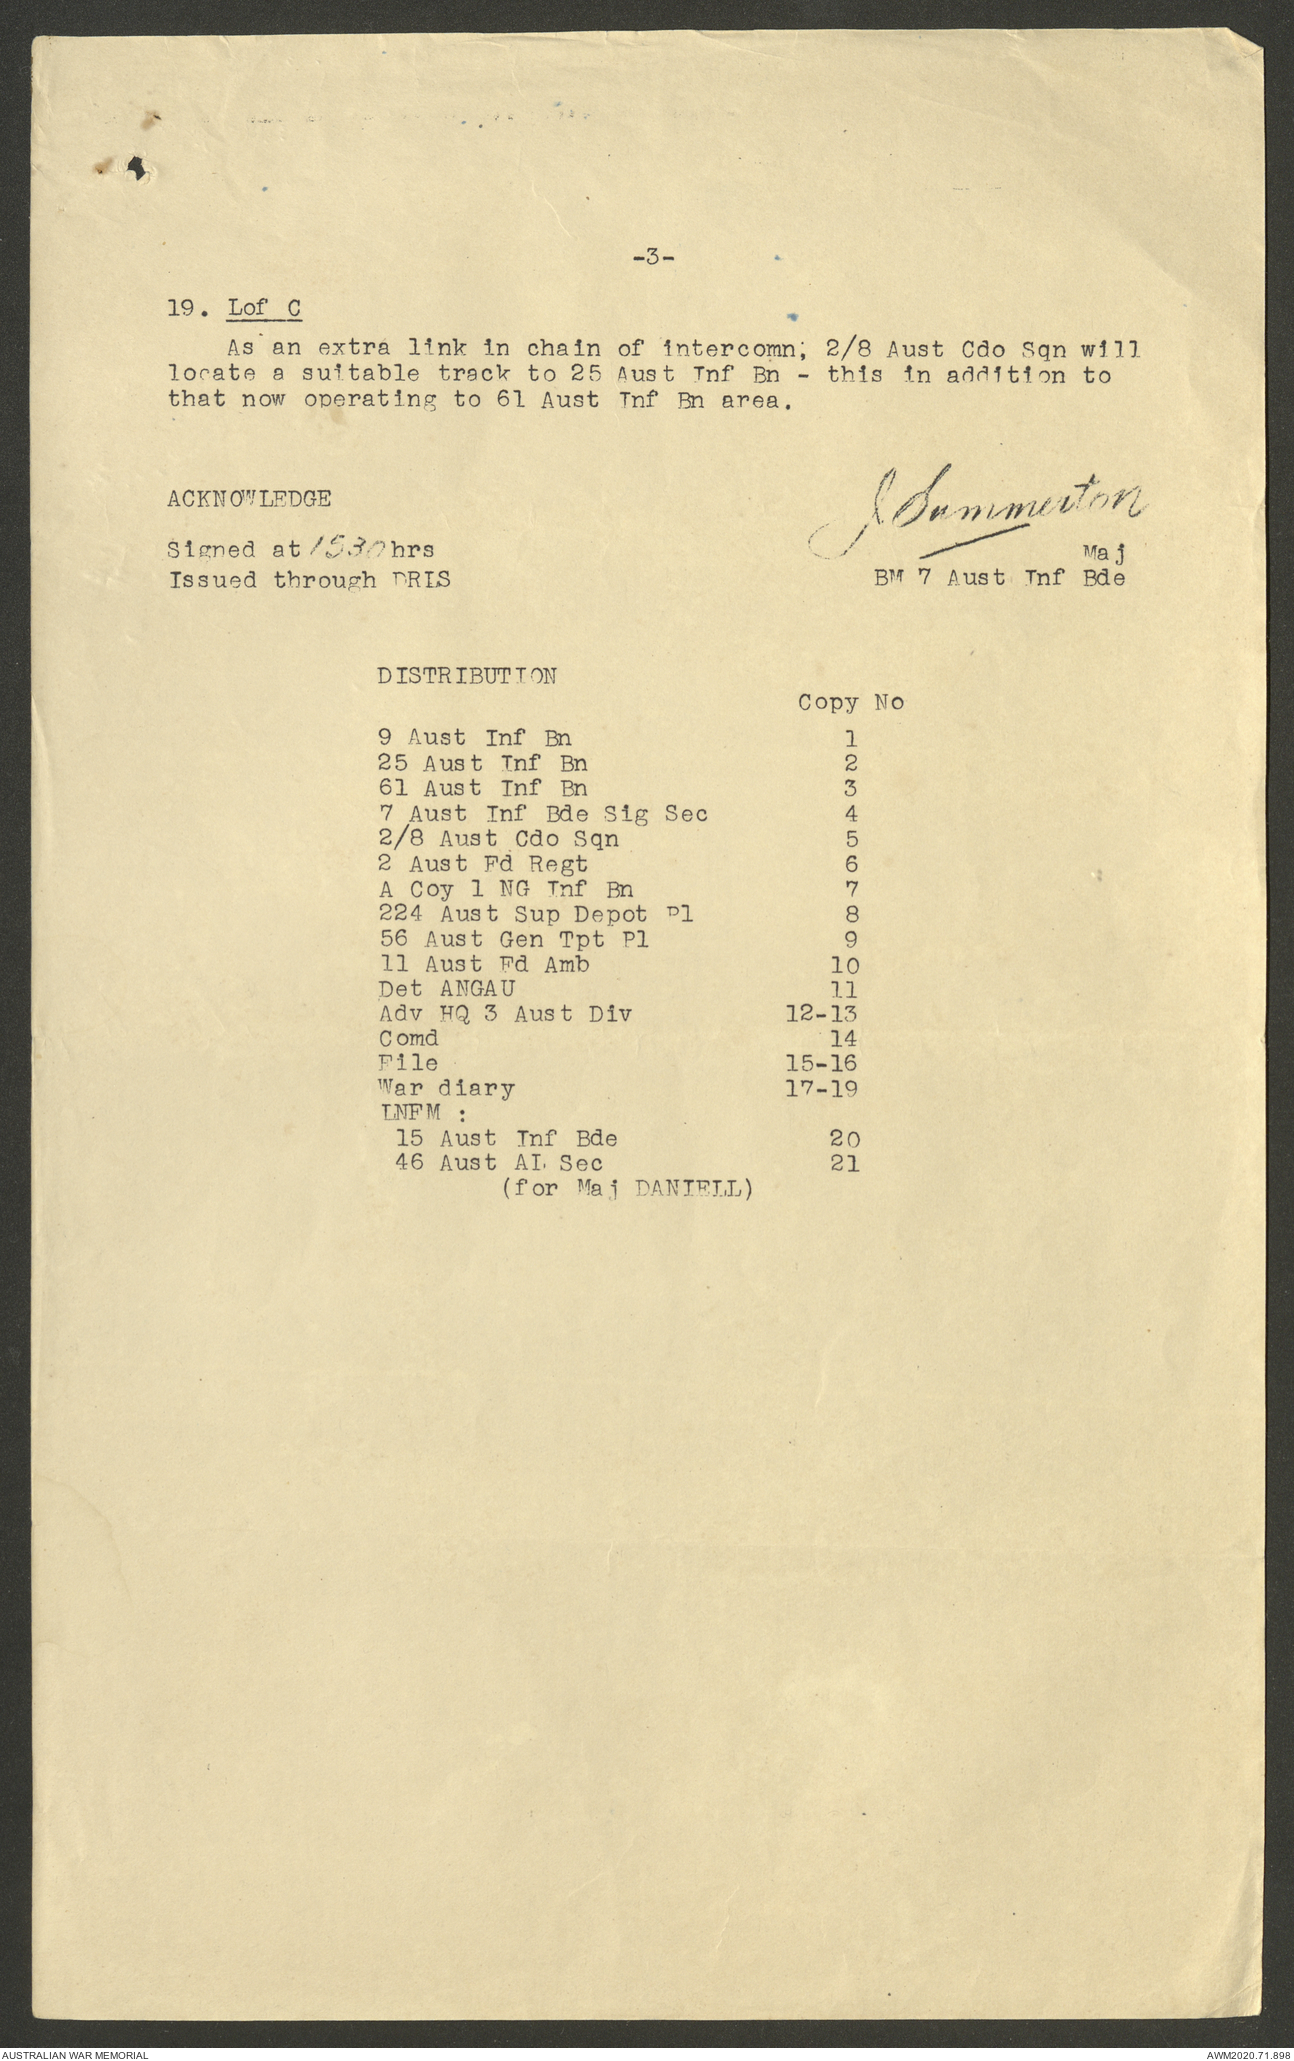 -3-
19. Lof C
As an extra link in chain of intercomn; 2/8 Aust Cdo Sqn will
locate a suitable track to 25 Aust Inf Bn - this in addition to
that now operating to 61 Aust Inf Bn area.
ACKNOWLEDGE
J Summerton
Signed at 1530 hrs
Maj
Issued through DRLS
BM 7 Aust Inf Bde
DISTRIBUTION
Copy No
9 Aust Inf Bn 1
25 Aust Inf Bn 2
61 Aust Inf Bn 3
7 Aust Inf Bde Sig Sec 4
2/8 Aust Cdo Sqn 5
2 Aust Fd Regt 6
A Coy 1 NG Inf Bn 7
224 Aust Sup Depot Pl 8
56 Aust Gen Tpt Pl 9
11 Aust Fd Amb 10
Det ANGAU 11
Adv HQ 3 Aust Div 12-13
Comd 14
File 15-16
War diary 17-19
INFM :
15 Aust Inf Bde 20
46 Aust AL Sec 21
(for Maj DANIELL)
AUSTRALIAN WAR MEMORIAL
AWM2020.71.898